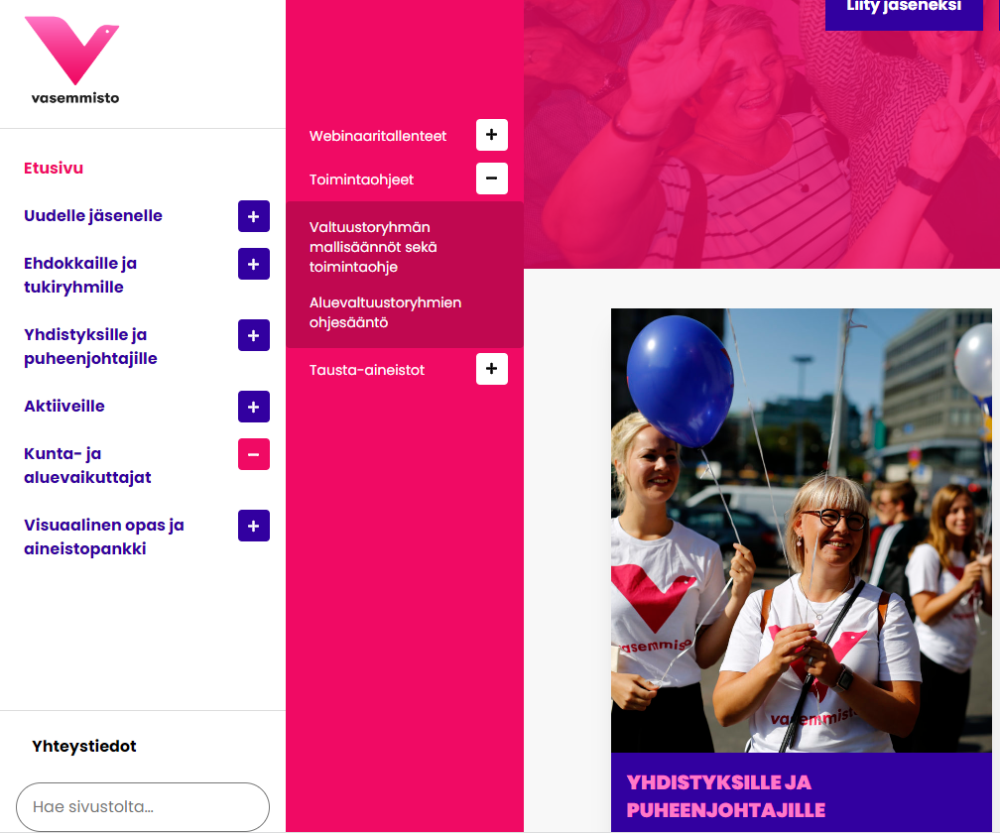 vasemmisto
Etusivu
Uudelle jäsenelle
Ehdokkaille ja
tukiryhmille
Yhdistyksille ja
puheenjohtajille
Aktiiveille
Kunta- ja
aluevaikuttajat
Visuaalinen opas ja
aineistopankki
Yhteystiedot
Hae sivustolta...
Webinaaritallenteet
Toimintaohjeet
Valtuustoryhmän
mallisäännöt sekä
toimintaohje
Aluevaltuustoryhmien
ohjesääntö
Tausta-aineistot
Liity jäseneksi
vasemmisto
vasemmisto
YHDISTYKSILLE JA
PUHEENJOHTAJILLE